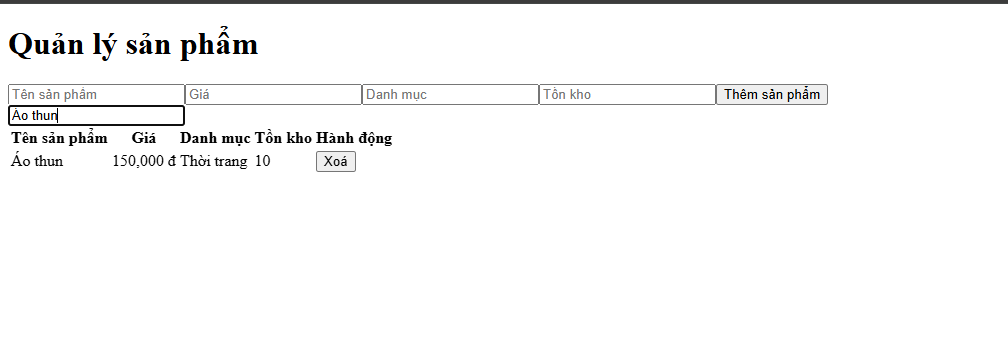 Quản lý sản phẩm
Tên sản phẩm Giá Danh mục Tồn kho Thêm sản phẩm
Áo thun
Tên sản phẩm Giá Danh mục Tồn kho Hành động
Áo thun 150,000 đ Thời trang 10 Xoá